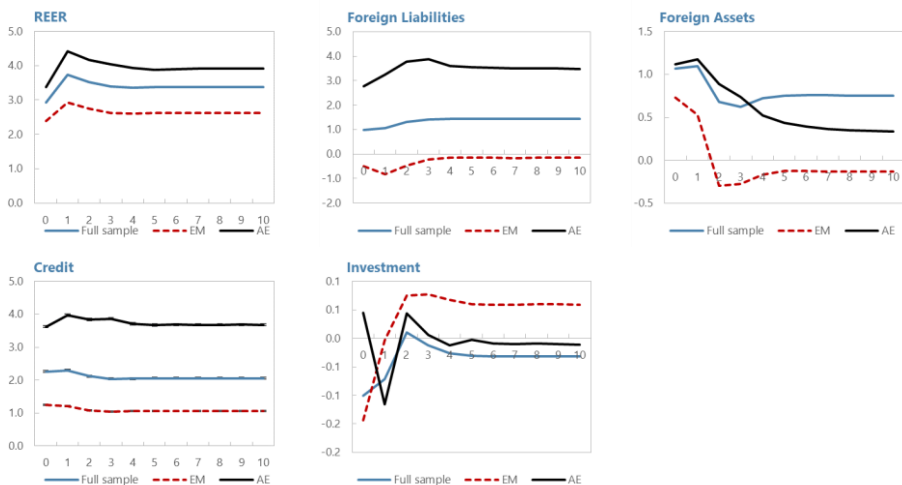 REER
5.0
4.0
3.0
2.0
1.0
0.0
0 1 2 3 4 5 6 7 8 9 10
Full sample EM AE
Foreign Liabilities
5.0
4.0
3.0
2.0
1.0
0.0
-1.0
-2.0
0 1 2 3 4 5 6 7 8 9 10
Full sample EM AE
Foreign Assets
1.5
1.0
0.5
0.0
-0.5
0 1 2 3 4 5 6 7 8 9 10
Full sample EM AE
Credit
5.0
4.0
3.0
2.0
1.0
0.0
0 1 2 3 4 5 6 7 8 9 10
Full sample EM AE
Investment
0.1
0.1
0.0
-0.1
-0.1
-0.2
-0.2
0 1 2 3 4 5 6 7 8 9 10
Full sample EM AE